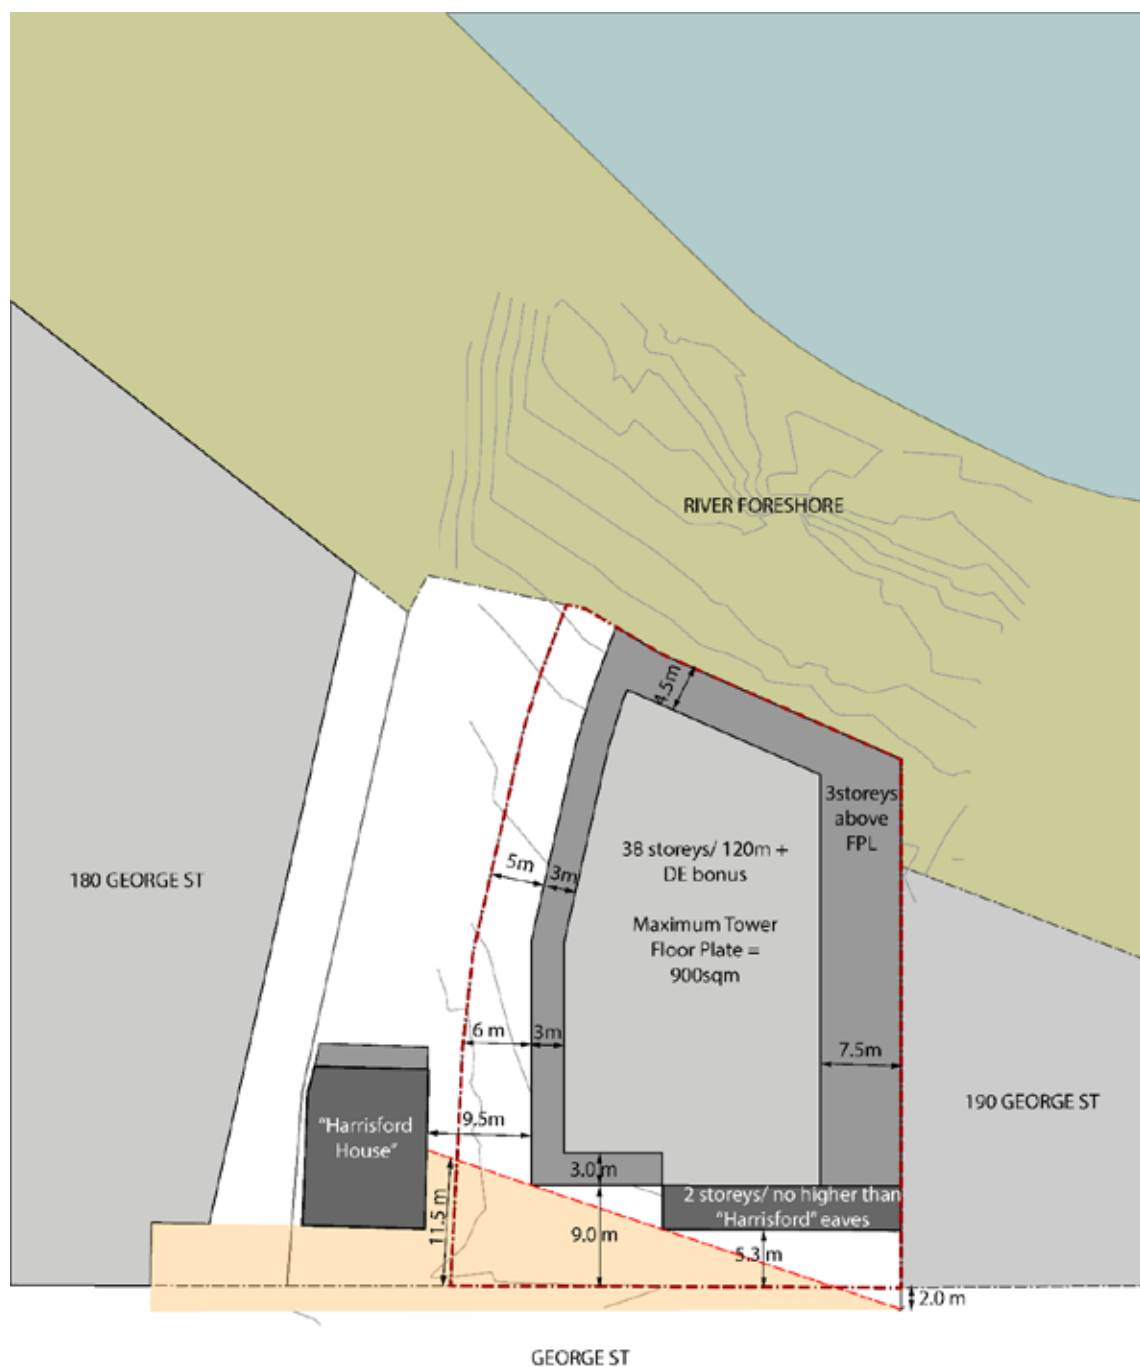 RIVER FORESHORE
4.5m
3storeys
above
FPL
38 storeys/ 120m +
DE bonus
Maximum Tower
Floor Plate =
900sqm
180 GEORGE ST
5m
3m
6 m
3m
7.5m
190 GEORGE ST
"Harrisford
House"
9.5m
3.0 m
2 storeys/ no higher than
"Harrisford" eaves
11.5 m
9.0 m
5.3 m
2.0 m
GEORGE ST